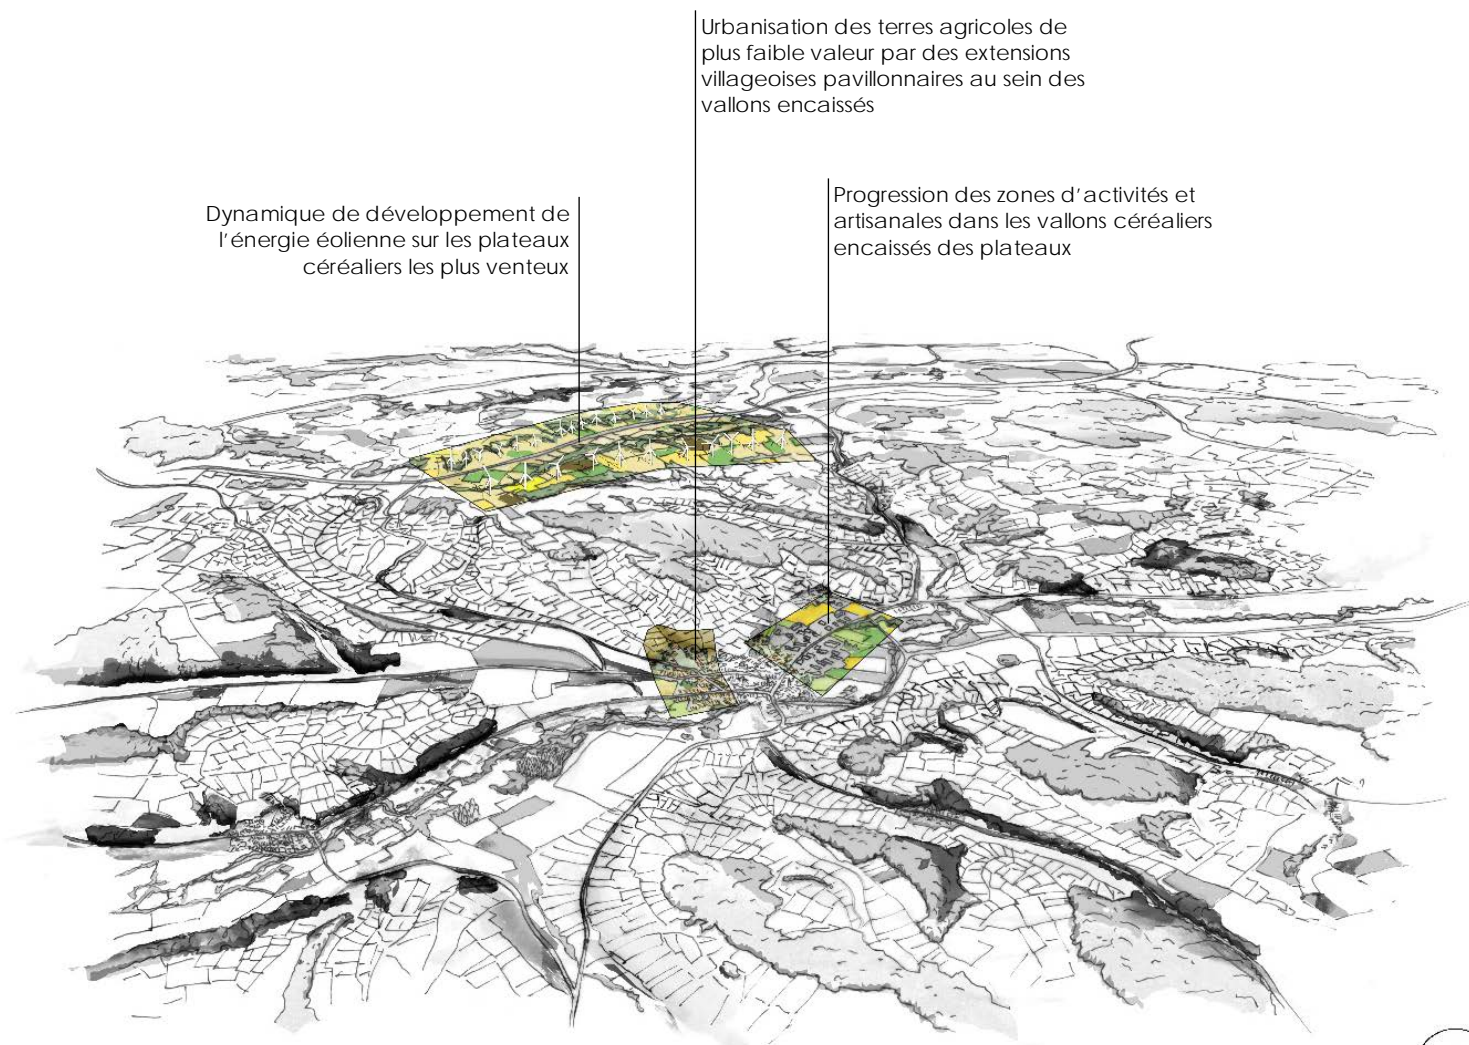 Urbanisation des terres agricoles de
plus faible valeur par des extensions
villageoises pavillonnaires au sein des
vallons encaissés
Dynamique de développement de
l'énergie éolienne sur les plateaux
céréaliers les plus venteux
Progression des zones d'activités et
artisanales dans les vallons céréaliers
encaissés des plateaux